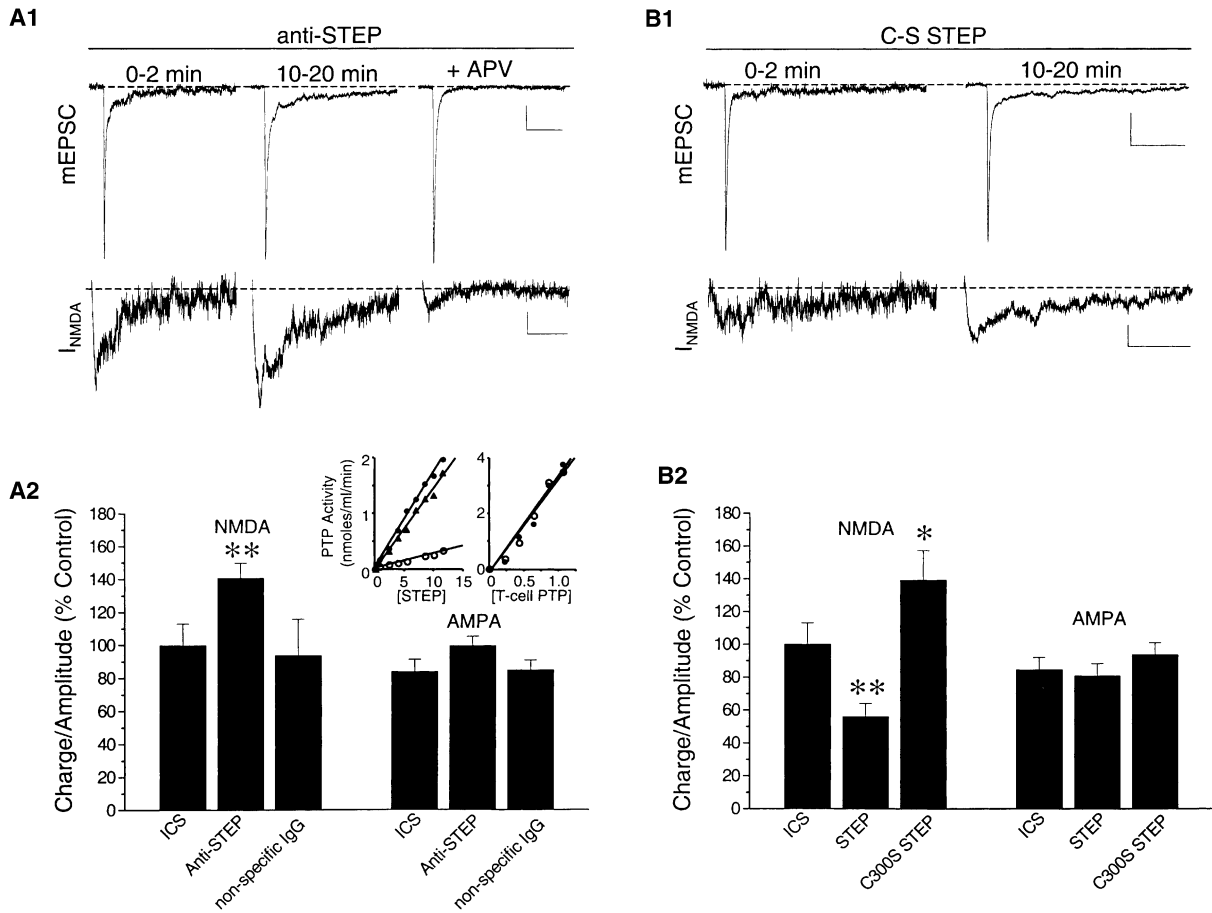 A1
anti-STEP
0-2 min 10-20 min + APV
mEPSC
I_NMDA
B1
C-S STEP
0-2 min 10-20 min
mEPSC
I_NMDA
A2
Charge/Amplitude (% Control)
180
160
140
120
100
80
60
40
20
0
NMDA
**
AMPA
ICS
Anti-STEP
non-specific IgG
ICS
Anti-STEP
non-specific IgG
PTP Activity
(nmoles/ml/min)
2
1
0
0 5 10 15
[STEP]
4
2
0
0 0.5 1.0
[T-cell PTP]
B2
Charge/Amplitude (% Control)
180
160
140
120
100
80
60
40
20
0
NMDA
**
*
AMPA
ICS
STEP
C300S STEP
ICS
STEP
C300S STEP